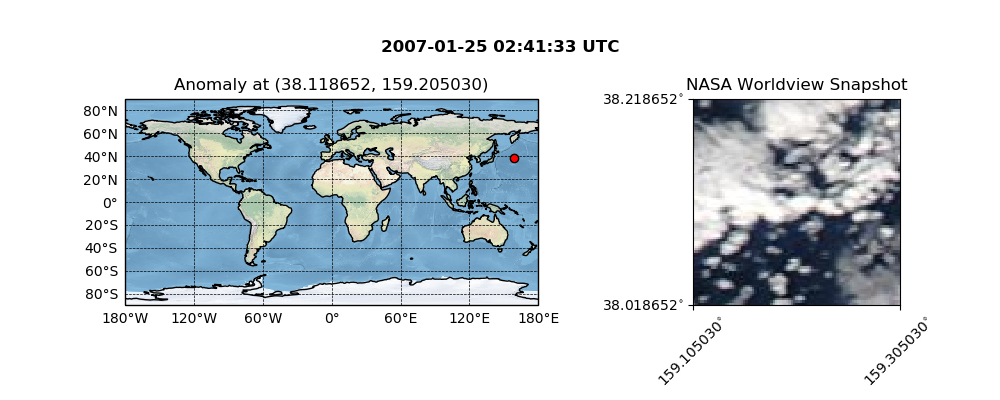 2007-01-25 02:41:33 UTC
Anomaly at (38.118652, 159.205030)
80°N
60°N
40°N
20°N
0°
20°S
40°S
60°S
80°S
180°W 120°W 60°W 0° 60°E 120°E 180°E
NASA Worldview Snapshot
38.218652°
38.018652°
159.105030°
159.305030°